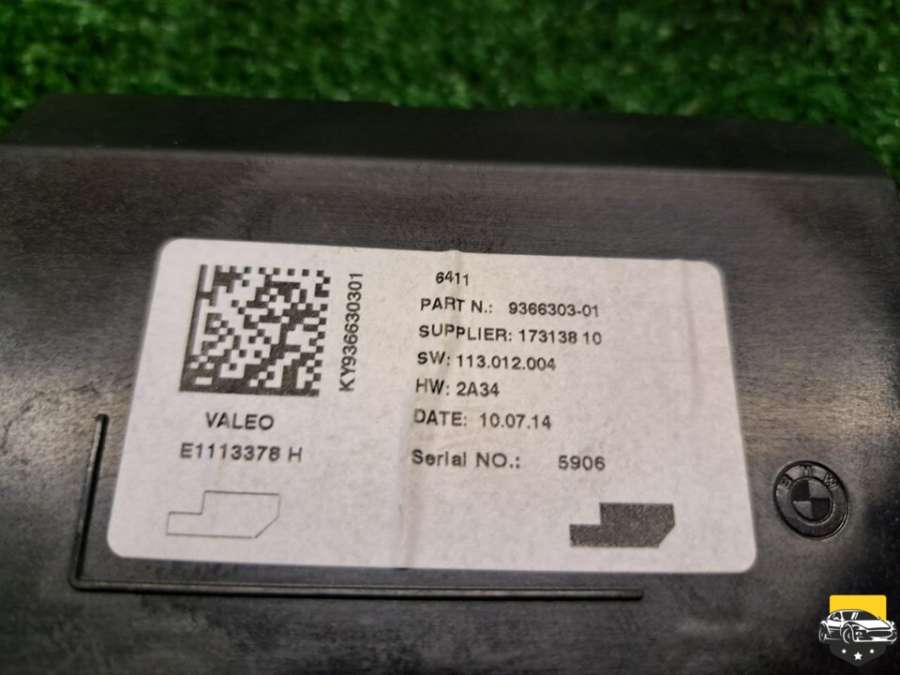 KY936630301
VALEO
E1113378 H
6411
PART N.: 9366303-01
SUPPLIER: 173138 10
SW: 113.012.004
HW: 2A34
DATE: 10.07.14
Serial NO.: 5906
BMW